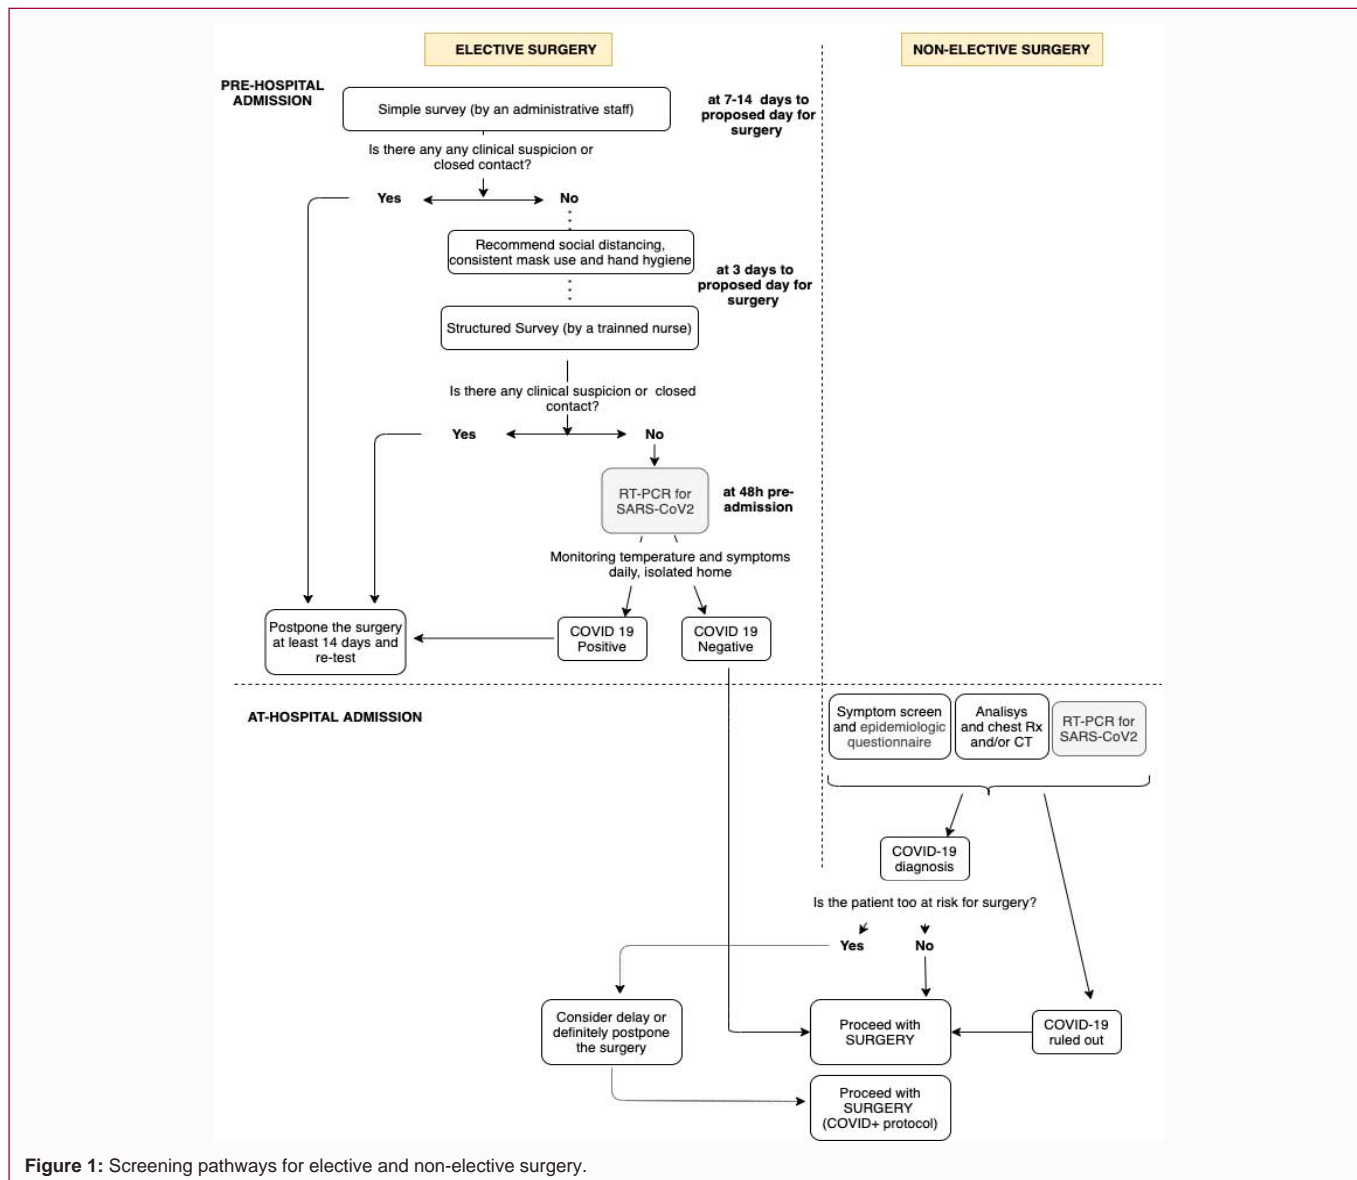 ELECTIVE SURGERY
NON-ELECTIVE SURGERY
PRE-HOSPITAL
ADMISSION
Simple survey (by an administrative staff)
at 7-14 days to
proposed day for
surgery
Is there any any clinical suspicion or
closed contact?
Yes
No
Recommend social distancing,
consistent mask use and hand hygiene
at 3 days to
proposed day for
surgery
Structured Survey (by a trainned nurse)
Is there any clinical suspicion or closed
contact?
Yes
No
RT-PCR for
SARS-CoV2
at 48h pre-
admission
Monitoring temperature and symptoms
daily, isolated home
Postpone the surgery
at least 14 days and
re-test
COVID 19
Positive
COVID 19
Negative
AT-HOSPITAL ADMISSION
Symptom screen
and epidemiologic
questionnaire
Analisys
and chest Rx
and/or CT
RT-PCR for
SARS-CoV2
COVID-19
diagnosis
Is the patient too at risk for surgery?
Yes
No
Consider delay or
definitely postpone
the surgery
Proceed with
SURGERY
COVID-19
ruled out
Proceed with
SURGERY
(COVID+ protocol)
Figure 1: Screening pathways for elective and non-elective surgery.